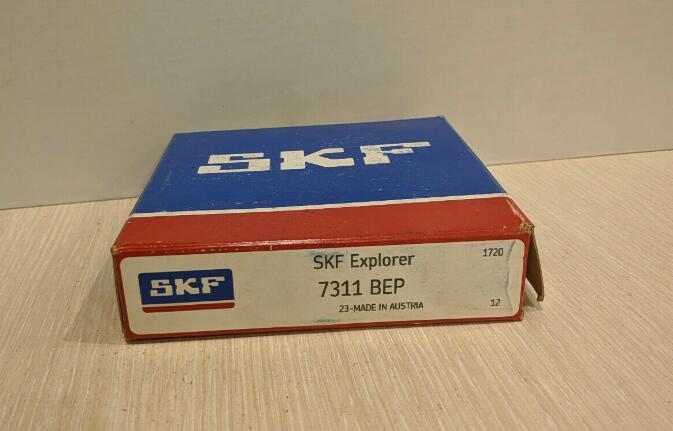 SKF
SKF
SKF Explorer
1720
7311 BEP
23-MADE IN AUSTRIA
12